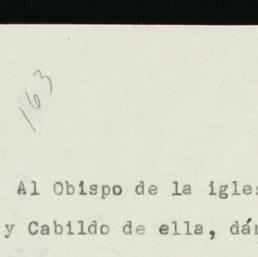 163
Al Obispo de la igles
y Cabildo de ella, dán